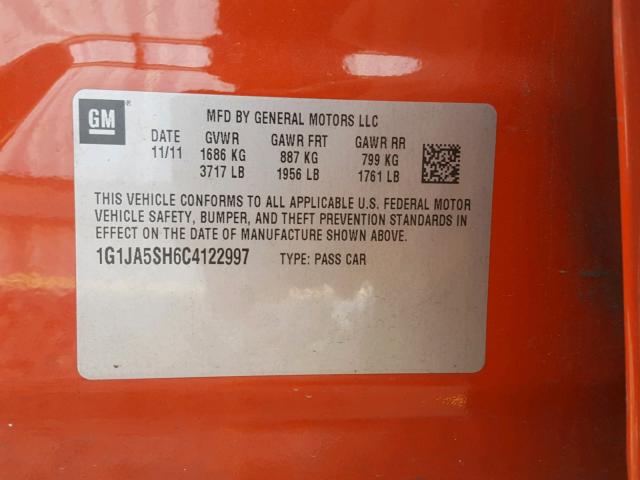 GM®
MFD BY GENERAL MOTORS LLC
DATE GVWR GAWR FRT GAWR RR
11/11 1686 KG 887 KG 799 KG
3717 LB 1956 LB 1761 LB
THIS VEHICLE CONFORMS TO ALL APPLICABLE U.S. FEDERAL MOTOR
VEHICLE SAFETY, BUMPER, AND THEFT PREVENTION STANDARDS IN
EFFECT ON THE DATE OF MANUFACTURE SHOWN ABOVE.
1G1JA5SH6C4122997 TYPE: PASS CAR